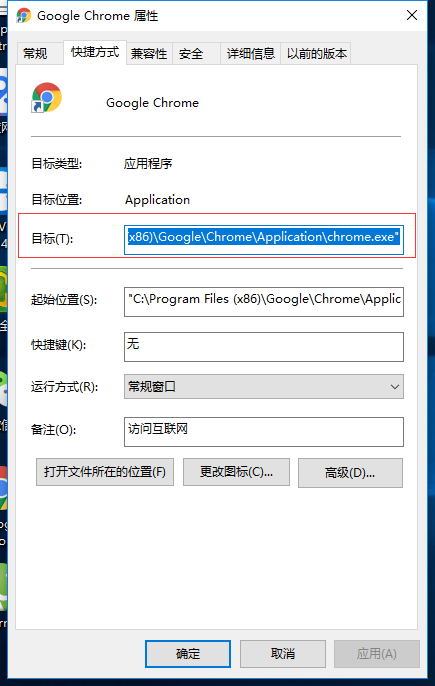 Google Chrome 属性
常规 快捷方式 兼容性 安全 详细信息 以前的版本
Google Chrome
目标类型: 应用程序
目标位置: Application
目标(T): x86)\Google\Chrome\Application\chrome.exe"
起始位置(S): "C:\Program Files (x86)\Google\Chrome\Applic
快捷键(K): 无
运行方式(R): 常规窗口
备注(O): 访问互联网
打开文件所在的位置(F) 更改图标(C)... 高级(D)...
确定 取消 应用(A)